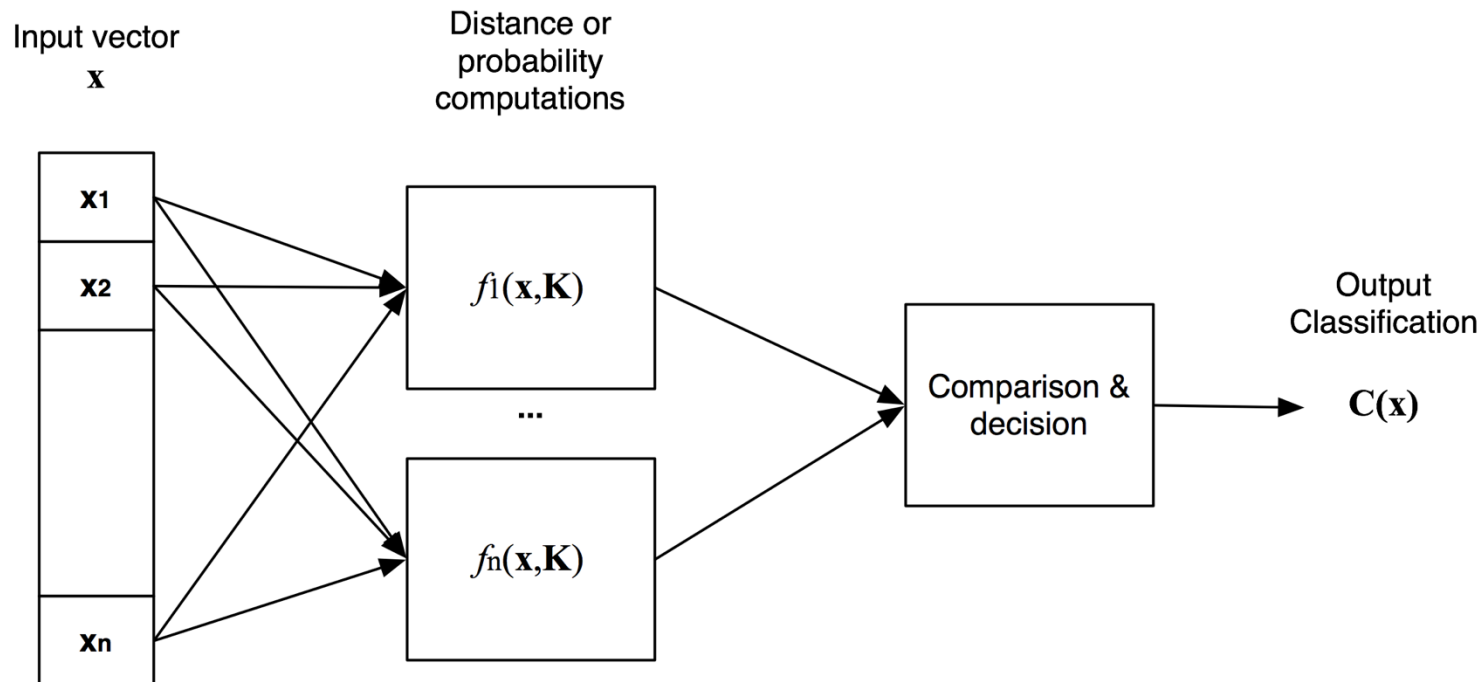 Input vector
x
Distance or
probability
computations
x1
x2
xn
f1(x,K)
...
fn(x,K)
Comparison &
decision
Output
Classification
C(x)